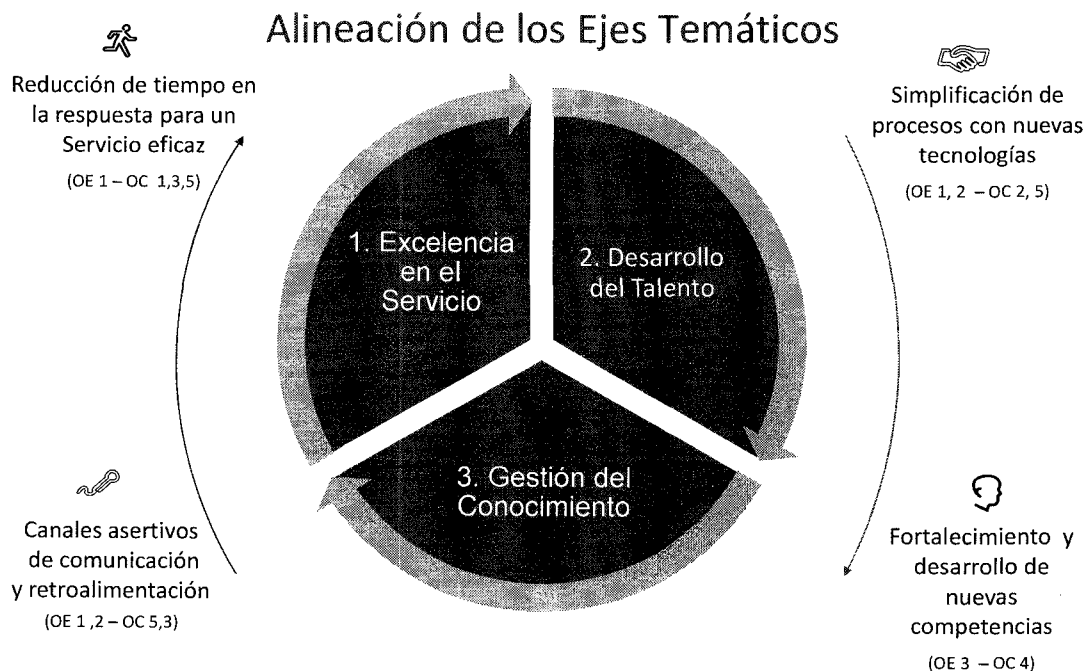 Alineación de los Ejes Temáticos
Reducción de tiempo en
la respuesta para un
Servicio eficaz
(OE 1 – OC 1,3,5)
Simplificación de
procesos con nuevas
tecnologías
(OE 1, 2 – OC 2, 5)
1. Excelencia
en el
Servicio
2. Desarrollo
del Talento
3. Gestión del
Conocimiento
Canales asertivos
de comunicación
y retroalimentación
(OE 1 ,2 – OC 5,3)
Fortalecimiento y
desarrollo de
nuevas
competencias
(OE 3 – OC 4)